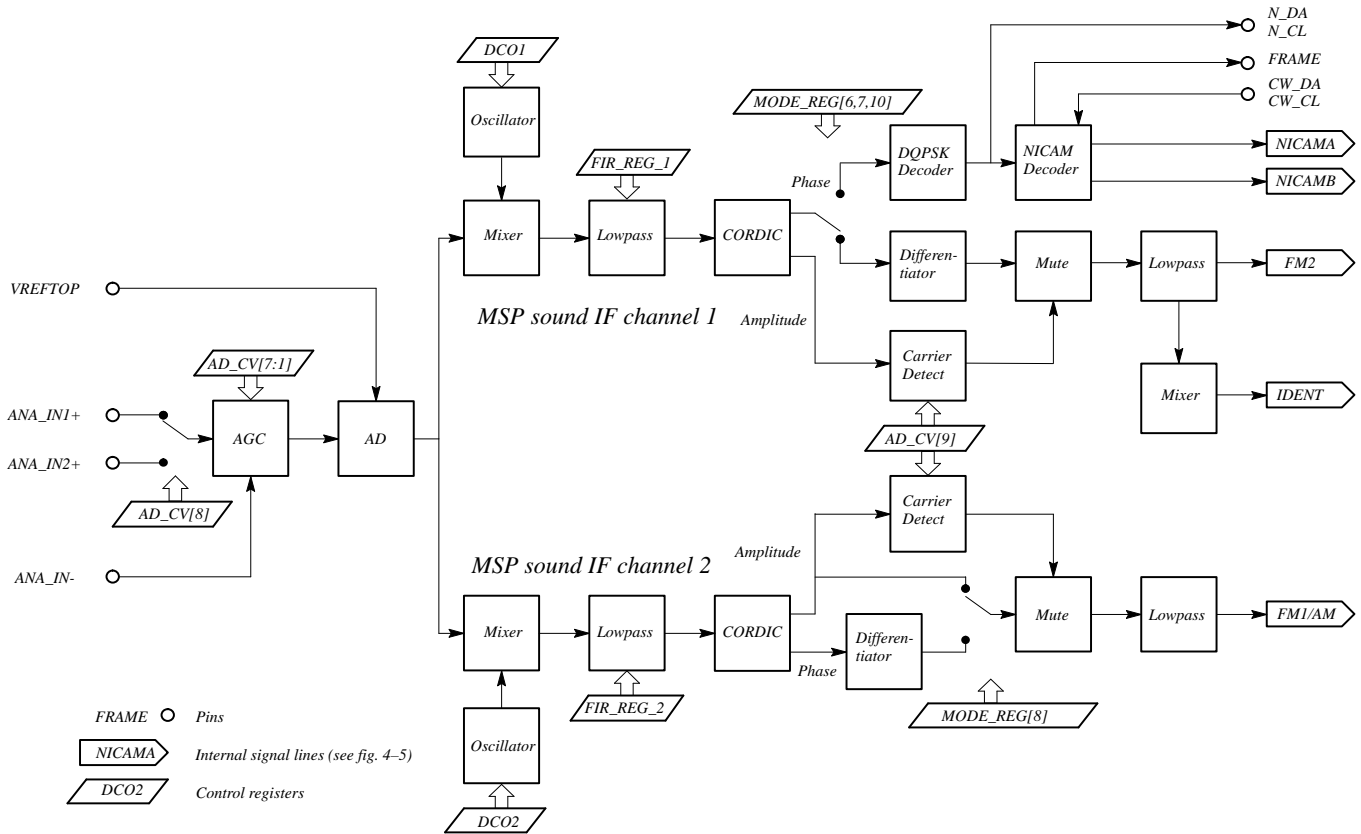 N_DA
N_CL
FRAME
CW_DA
CW_CL
DCO1
Oscillator
MODE_REG[6,7,10]
FIR_REG_1
DQPSK
Decoder
NICAM
Decoder
NICAMA
NICAMB
Phase
Mixer
Lowpass
CORDIC
Differen-
tiator
Mute
Lowpass
FM2
VREFTOP
MSP sound IF channel 1
Amplitude
Carrier
Detect
Mixer
IDENT
AD_CV[7:1]
ANA_IN1+
AGC
AD
AD_CV[9]
ANA_IN2+
AD_CV[8]
Carrier
Detect
Amplitude
MSP sound IF channel 2
ANA_IN-
Mixer
Lowpass
CORDIC
Differen-
tiator
Phase
Mute
Lowpass
FM1/AM
FIR_REG_2
MODE_REG[8]
Oscillator
DCO2
FRAME Pins
NICAMA Internal signal lines (see fig. 4–5)
DCO2 Control registers